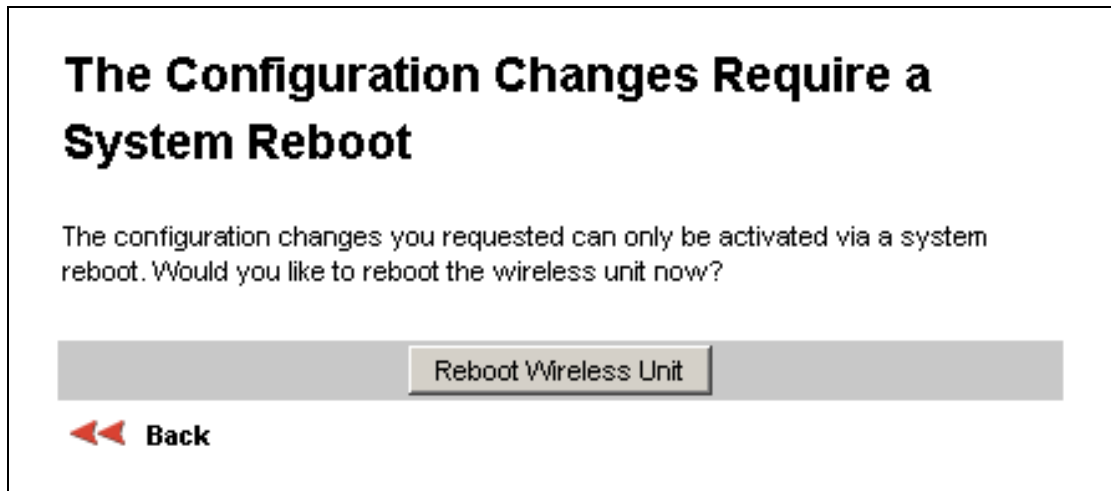 The Configuration Changes Require a
System Reboot
The configuration changes you requested can only be activated via a system
reboot. Would you like to reboot the wireless unit now?
Reboot Wireless Unit
Back